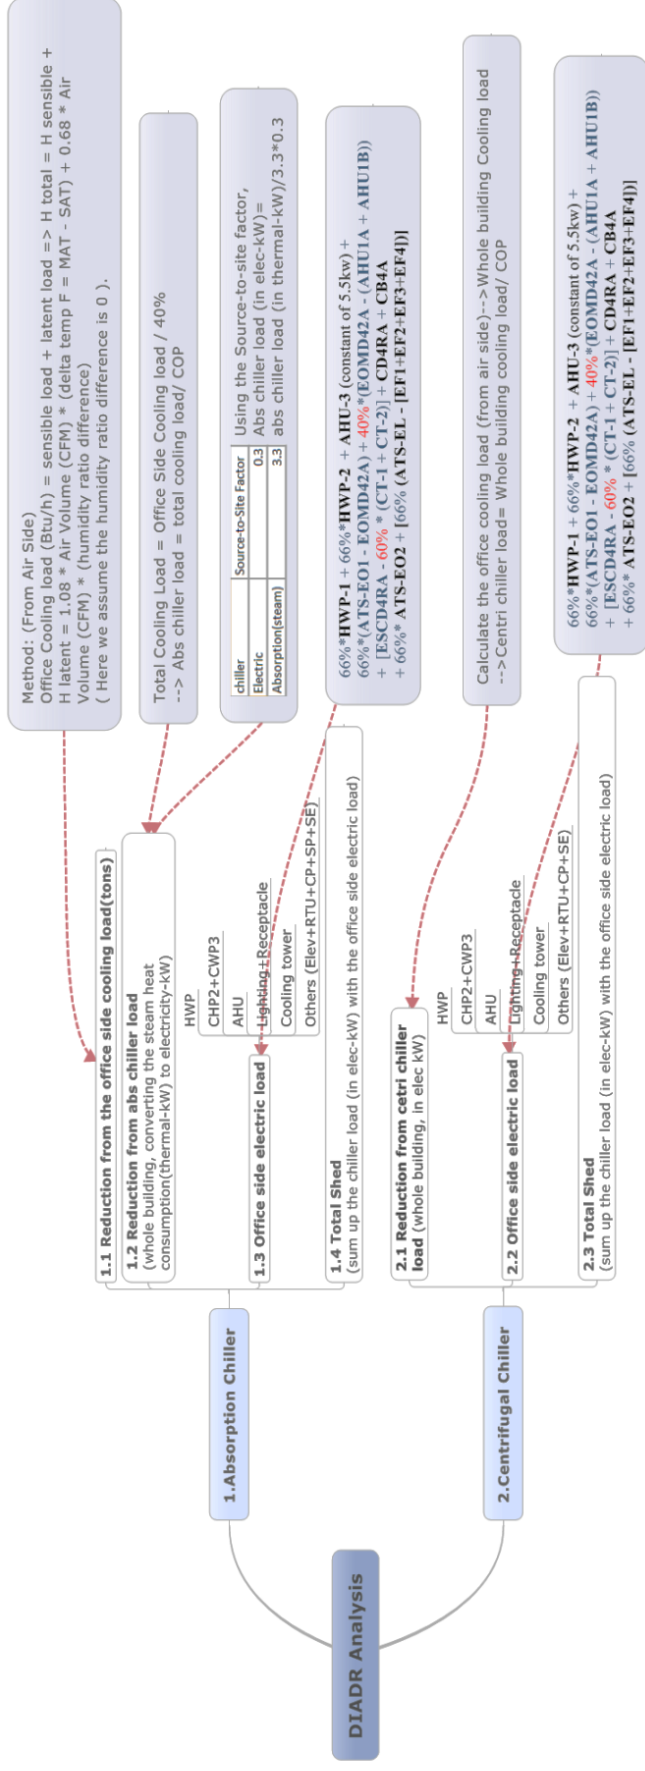 DIADR Analysis
1.Absorption Chiller
1.1 Reduction from the office side cooling load(tons)
Method: (From Air Side)
Office Cooling load (Btu/h) = sensible load + latent load => H total = H sensible +
H latent = 1.08 * Air Volume (CFM) * (delta temp F = MAT - SAT) + 0.68 * Air
Volume (CFM) * (humidity ratio difference)
( Here we assume the humidity ratio difference is 0 ).
1.2 Reduction from abs chiller load
(whole building, converting the steam heat
consumption(thermal-kW) to electricity-kW)
Total Cooling Load = Office Side Cooling load / 40%
--> Abs chiller load = total cooling load/ COP
chiller Source-to-Site Factor
Electric 0.3
Absorption(steam) 3.3
Using the Source-to-site factor,
Abs chiller load (in elec-kW)=
abs chiller load (in thermal-kW)/3.3*0.3
1.3 Office side electric load
HWP
CHP2+CWP3
AHU
Lighting+Receptacle
Cooling tower
Others (Elev+RTU+CP+SP+SE)
66%*HWP-1 + 66%*HWP-2 + AHU-3 (constant of 5.5kw) +
66%*(ATS-EO1 - EOMD42A) + 40%*(EOMD42A - (AHU1A + AHU1B))
+ [ESCD4RA - 60% * (CT-1 + CT-2)] + CD4RA + CB4A
+ 66%* ATS-EO2 + [66% (ATS-EL - [EF1+EF2+EF3+EF4])]
1.4 Total Shed
(sum up the chiller load (in elec-kW) with the office side electric load)
2.Centrifugal Chiller
2.1 Reduction from cetri chiller
load (whole building, in elec kW)
Calculate the office cooling load (from air side)-->Whole building Cooling load
-->Centri chiller load= Whole building cooling load/ COP
2.2 Office side electric load
HWP
CHP2+CWP3
AHU
Lighting+Receptacle
Cooling tower
Others (Elev+RTU+CP+SE)
66%*HWP-1 + 66%*HWP-2 + AHU-3 (constant of 5.5kw) +
66%*(ATS-EO1 - EOMD42A) + 40%*(EOMD42A - (AHU1A + AHU1B))
+ [ESCD4RA - 60% * (CT-1 + CT-2)] + CD4RA + CB4A
+ 66%* ATS-EO2 + [66% (ATS-EL - [EF1+EF2+EF3+EF4])]
2.3 Total Shed
(sum up the chiller load (in elec-kW) with the office side electric load)